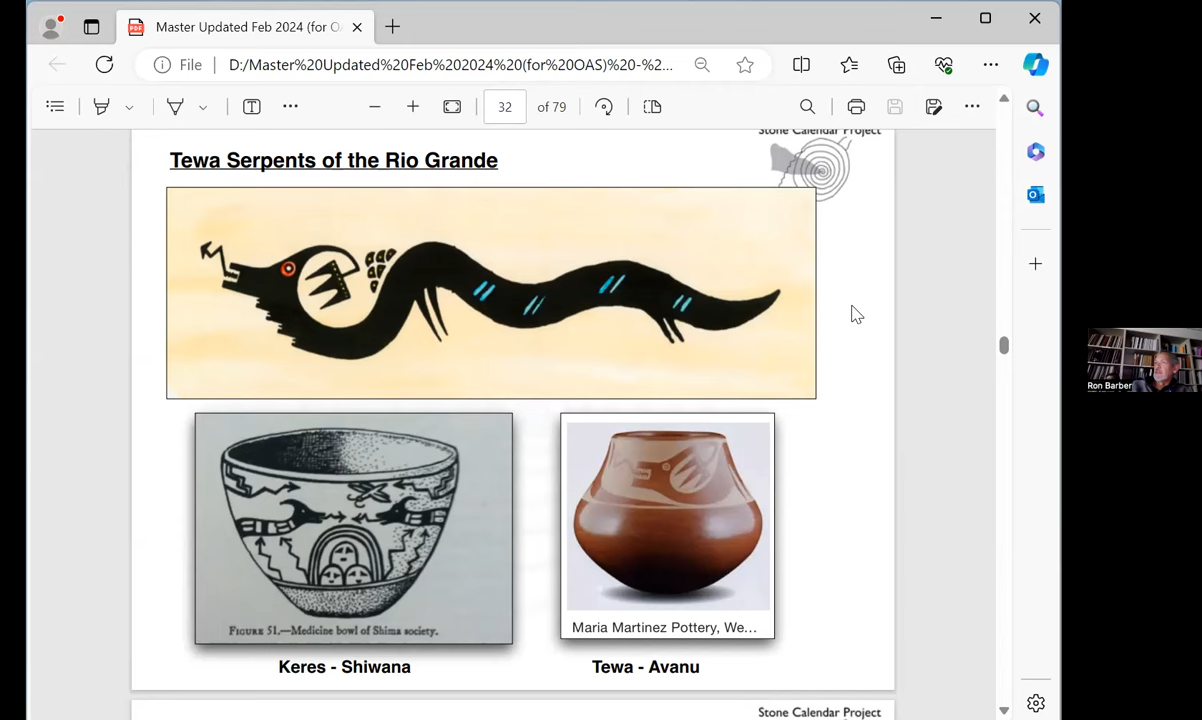 Master Updated Feb 2024 (for O
File
D:/Master%20Updated%20Feb%202024%20(for%20OAS)%20-%2...
32 of 79
Stone Calendar Project
Tewa Serpents of the Rio Grande
FIGURE 51.—Medicine bowl of Shima society.
Maria Martinez Pottery, We...
Keres - Shiwana
Tewa - Avanu
Stone Calendar Project
Ron Barber